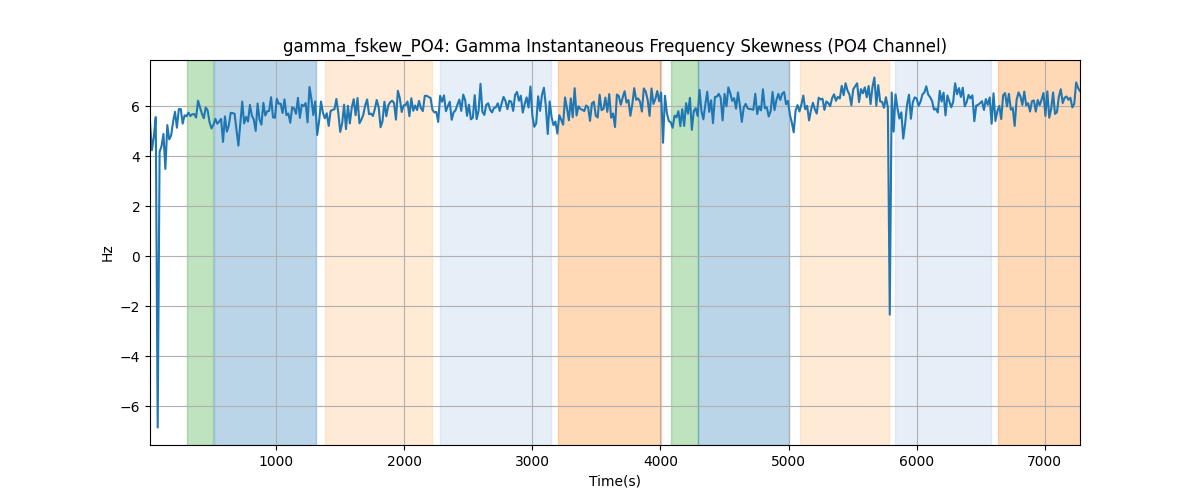 gamma_fskew_PO4: Gamma Instantaneous Frequency Skewness (PO4 Channel)
6
4
2
0
−2
−4
−6
Hz
1000 2000 3000 4000 5000 6000 7000
Time(s)